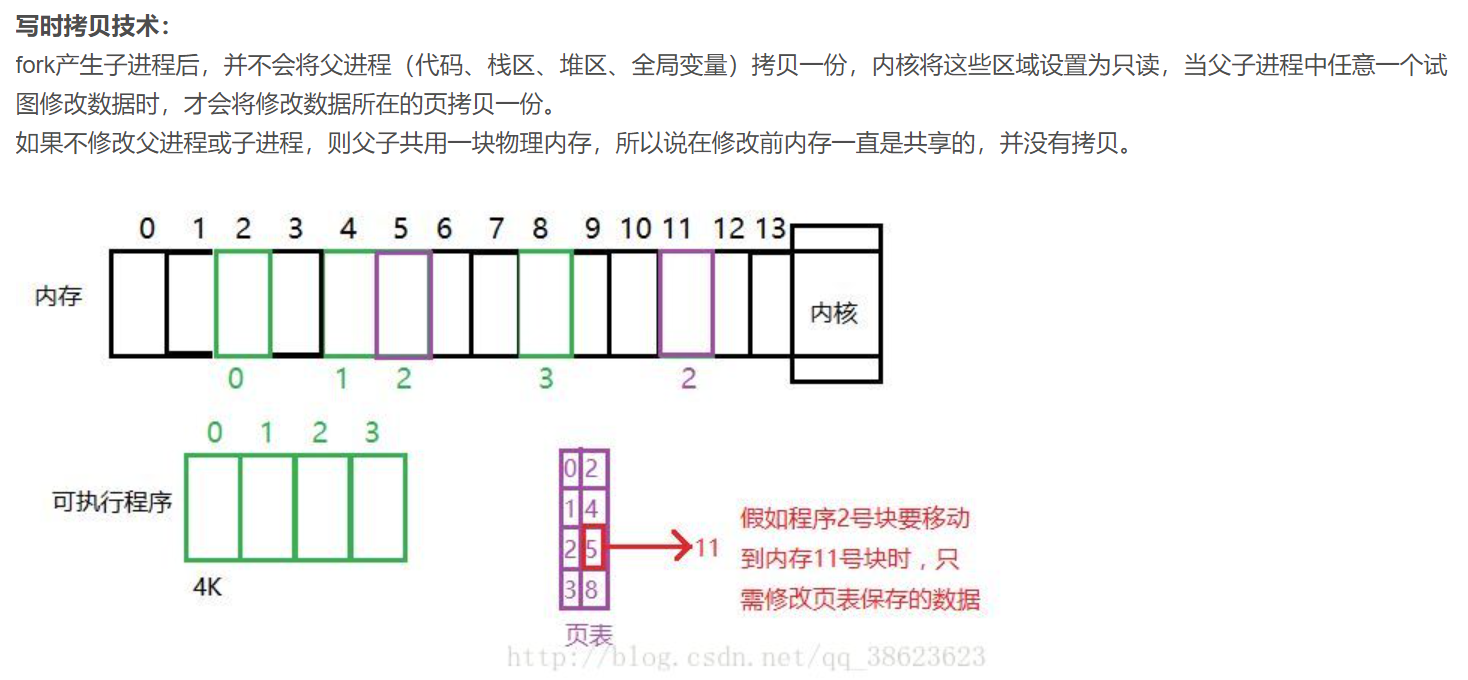 写时拷贝技术：
fork产生子进程后，并不会将父进程（代码、栈区、堆区、全局变量）拷贝一份，内核将这些区域设置为只读，当父子进程中任意一个试
图修改数据时，才会将修改数据所在的页拷贝一份。
如果不修改父进程或子进程，则父子共用一块物理内存，所以说在修改前内存一直是共享的，并没有拷贝。
0 1 2 3 4 5 6 7 8 9 10 11 12 13
内存
内核
0 1 2 3 2
0 1 2 3
可执行程序
4K
0 2
1 4
2 5
3 8
11
页表
假如程序2号块要移动
到内存11号块时，只
需修改页表保存的数据
http://blog.csdn.net/qq_38623623